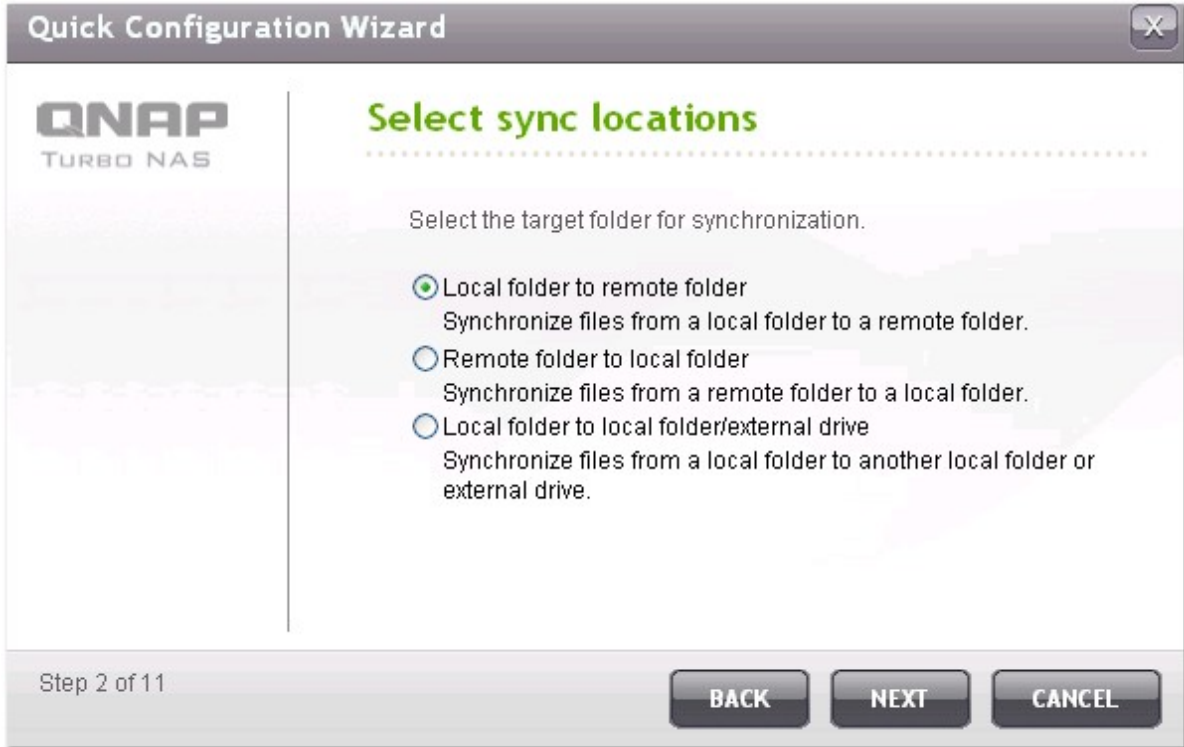 Quick Configuration Wizard
X
QNAP
TURBO NAS
Select sync locations
Select the target folder for synchronization.
Local folder to remote folder
Synchronize files from a local folder to a remote folder.
Remote folder to local folder
Synchronize files from a remote folder to a local folder.
Local folder to local folder/external drive
Synchronize files from a local folder to another local folder or
external drive.
Step 2 of 11
BACK
NEXT
CANCEL